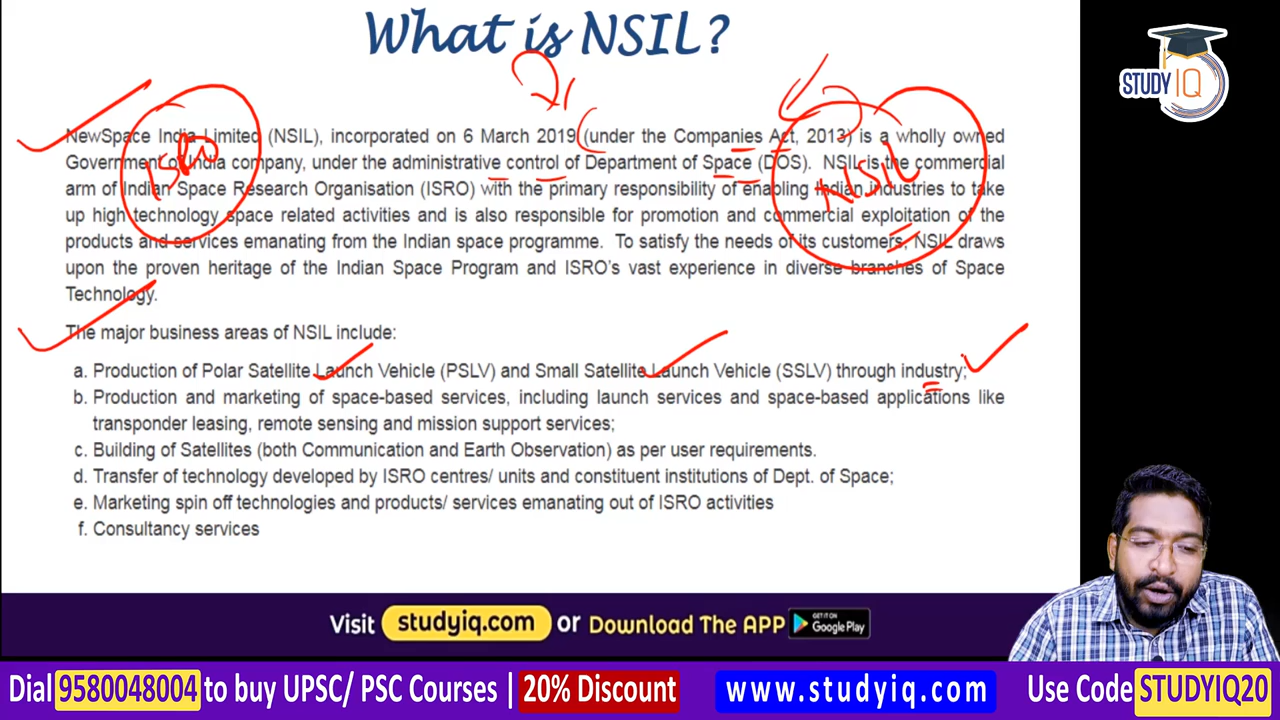 What is NSIL?
STUDY IQ
NewSpace India Limited (NSIL), incorporated on 6 March 2019 (under the Companies Act, 2013) is a wholly owned
Government of India company, under the administrative control of Department of Space (DOS). NSIL is the commercial
arm of Indian Space Research Organisation (ISRO) with the primary responsibility of enabling Indian industries to take
up high technology space related activities and is also responsible for promotion and commercial exploitation of the
products and services emanating from the Indian space programme. To satisfy the needs of its customers, NSIL draws
upon the proven heritage of the Indian Space Program and ISRO's vast experience in diverse branches of Space
Technology.
ISRO
NSIL
The major business areas of NSIL include:
a. Production of Polar Satellite Launch Vehicle (PSLV) and Small Satellite Launch Vehicle (SSLV) through industry;
b. Production and marketing of space-based services, including launch services and space-based applications like
transponder leasing, remote sensing and mission support services;
c. Building of Satellites (both Communication and Earth Observation) as per user requirements.
d. Transfer of technology developed by ISRO centres/ units and constituent institutions of Dept. of Space;
e. Marketing spin off technologies and products/ services emanating out of ISRO activities
f. Consultancy services
Visit studyiq.com or Download The APP GET IT ON Google Play
Dial 9580048004 to buy UPSC/ PSC Courses | 20% Discount www.studyiq.com Use Code STUDYIQ20